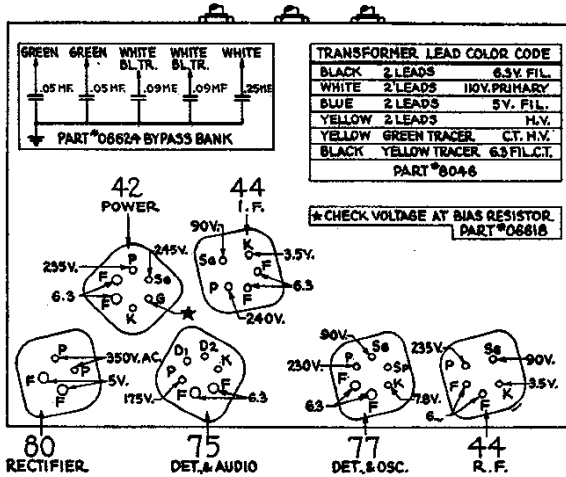 GREEN GREEN WHITE WHITE WHITE
BL.TR. BL.TR.
.05 MF. .05 MF. .09 MF .09 MF .25 MF
PART #06624 BYPASS BANK
TRANSFORMER LEAD COLOR CODE
BLACK 2 LEADS 6.3V. FIL.
WHITE 2 LEADS 110V. PRIMARY
BLUE 2 LEADS 5V. FIL.
YELLOW 2 LEADS H.V.
YELLOW GREEN TRACER C.T. H.V.
BLACK YELLOW TRACER 6.3 FIL.C.T.
PART #8046
★CHECK VOLTAGE AT BIAS RESISTOR
PART #06618
42
POWER
235V. P 245V.
F SG
6.3
F G ★
K
44
I.F.
90V. K
SG 3.5V.
F
P F 6.3
240V.
P 350V. AC.
P
F 5V.
F
80
RECTIFIER
D1 D2
K
P
175V. F F 6.3
75
DET. & AUDIO
90V. SG
230V. P SP
F K
6.3 F 7.8V.
77
DET. & OSC.
235V. SG
P 90V.
F K 3.5V.
6. F
44
R.F.